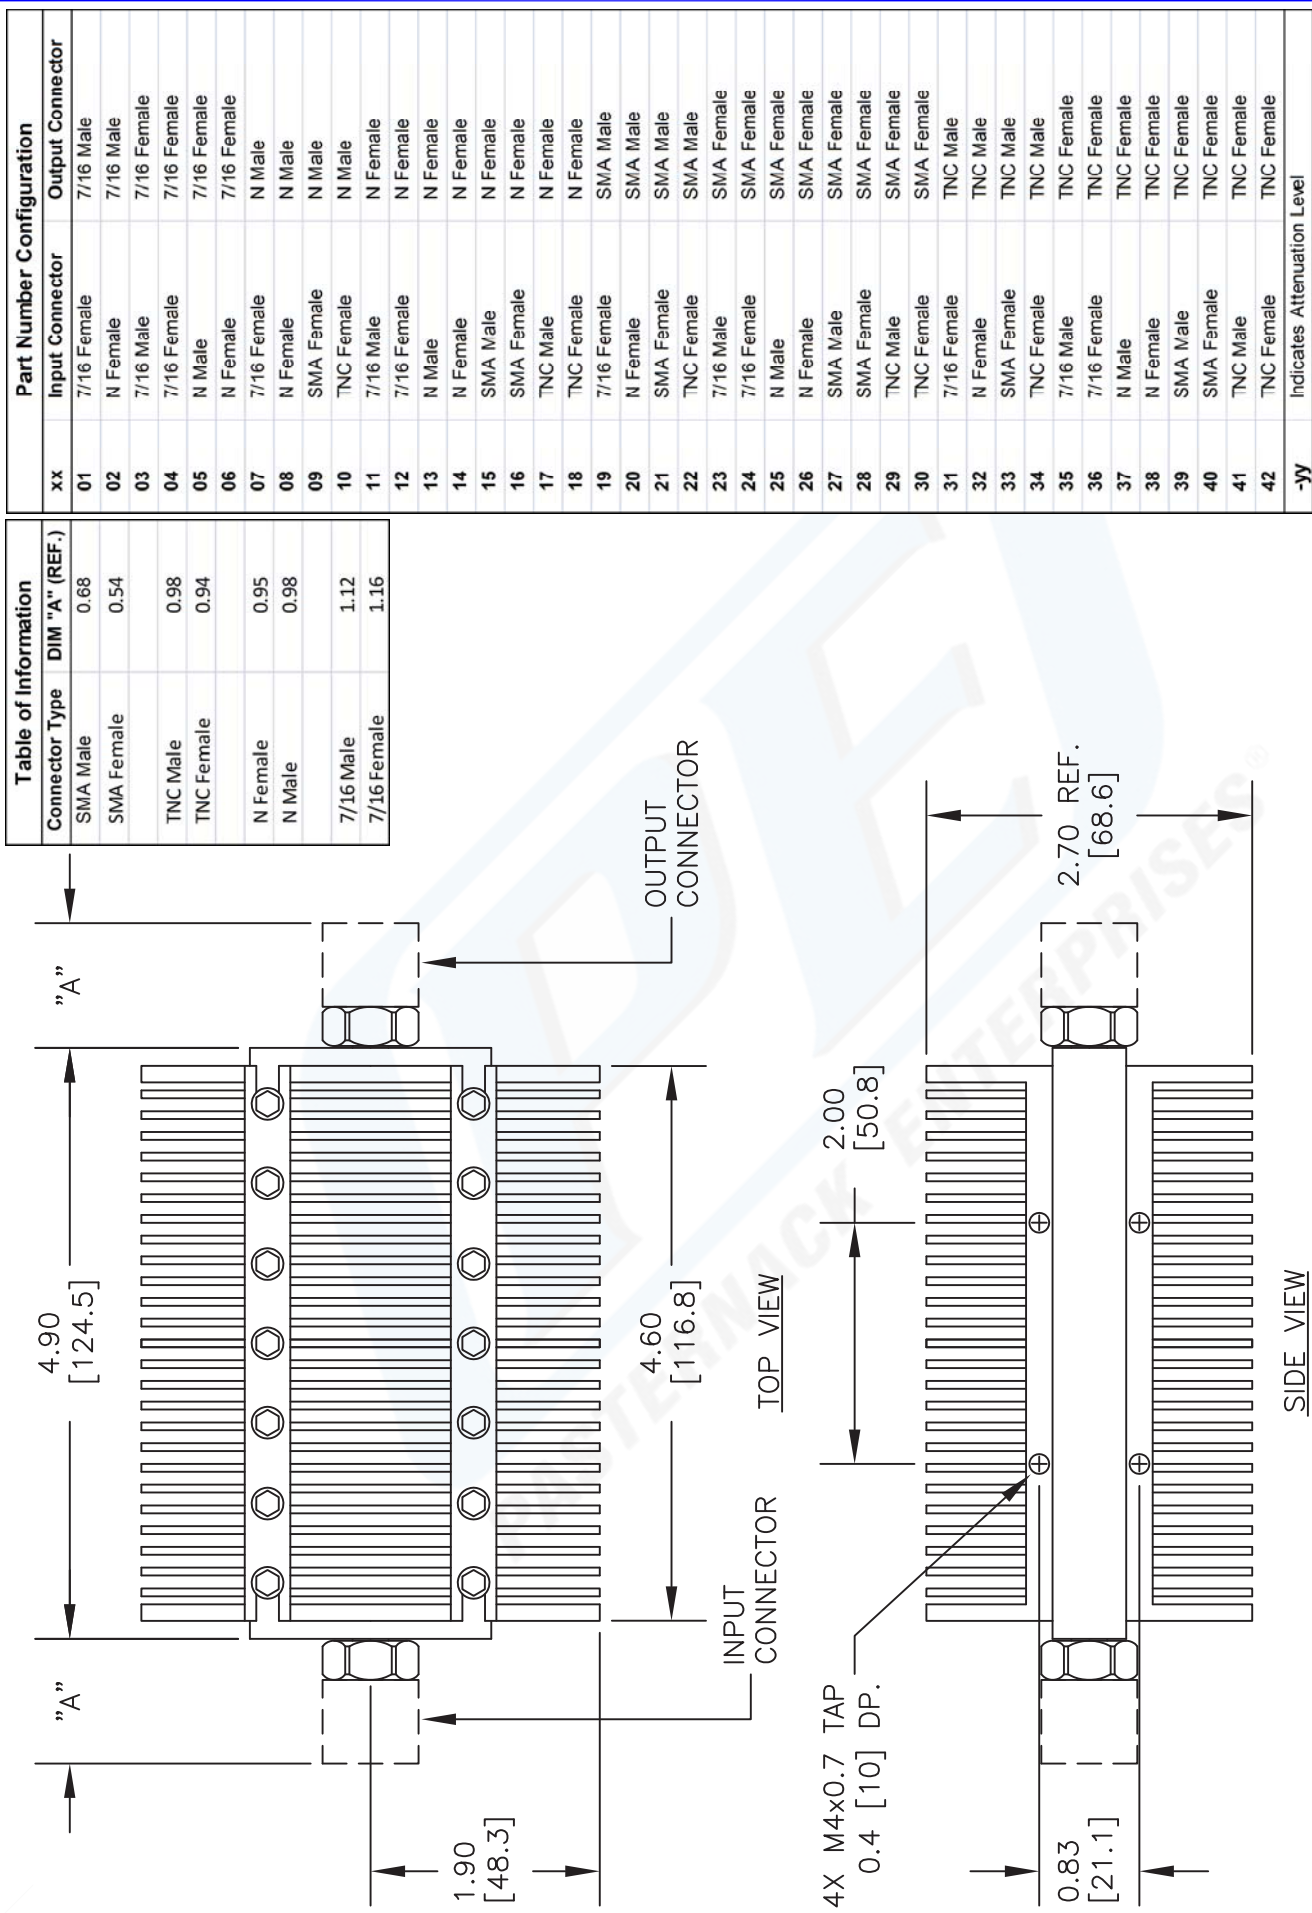 Table of Information
Connector Type DIM "A" (REF.)
SMA Male 0.68
SMA Female 0.54
TNC Male 0.98
TNC Female 0.94
N Female 0.95
N Male 0.98
7/16 Male 1.12
7/16 Female 1.16
Part Number Configuration
xx Input Connector Output Connector
01 7/16 Female 7/16 Male
02 N Female 7/16 Male
03 7/16 Male 7/16 Female
04 7/16 Female 7/16 Female
05 N Male 7/16 Female
06 N Female 7/16 Female
07 7/16 Female N Male
08 N Female N Male
09 SMA Female N Male
10 TNC Female N Male
11 7/16 Male N Female
12 7/16 Female N Female
13 N Male N Female
14 N Female N Female
15 SMA Male N Female
16 SMA Female N Female
17 TNC Male N Female
18 TNC Female N Female
19 7/16 Female SMA Male
20 N Female SMA Male
21 SMA Female SMA Male
22 TNC Female SMA Male
23 7/16 Male SMA Female
24 7/16 Female SMA Female
25 N Male SMA Female
26 N Female SMA Female
27 SMA Male SMA Female
28 SMA Female SMA Female
29 TNC Male SMA Female
30 TNC Female SMA Female
31 7/16 Female TNC Male
32 N Female TNC Male
33 SMA Female TNC Male
34 TNC Female TNC Male
35 7/16 Male TNC Female
36 7/16 Female TNC Female
37 N Male TNC Female
38 N Female TNC Female
39 SMA Male TNC Female
40 SMA Female TNC Female
41 TNC Male TNC Female
42 TNC Female TNC Female
-yy Indicates Attenuation Level
"A"
4.90
[124.5]
"A"
1.90
[48.3]
4.60
[116.8]
INPUT
CONNECTOR
OUTPUT
CONNECTOR
TOP VIEW
4X M4x0.7 TAP
0.4 [10] DP.
2.00
[50.8]
0.83
[21.1]
2.70 REF.
[68.6]
SIDE VIEW
PEI
PASTERNACK ENTERPRISES®